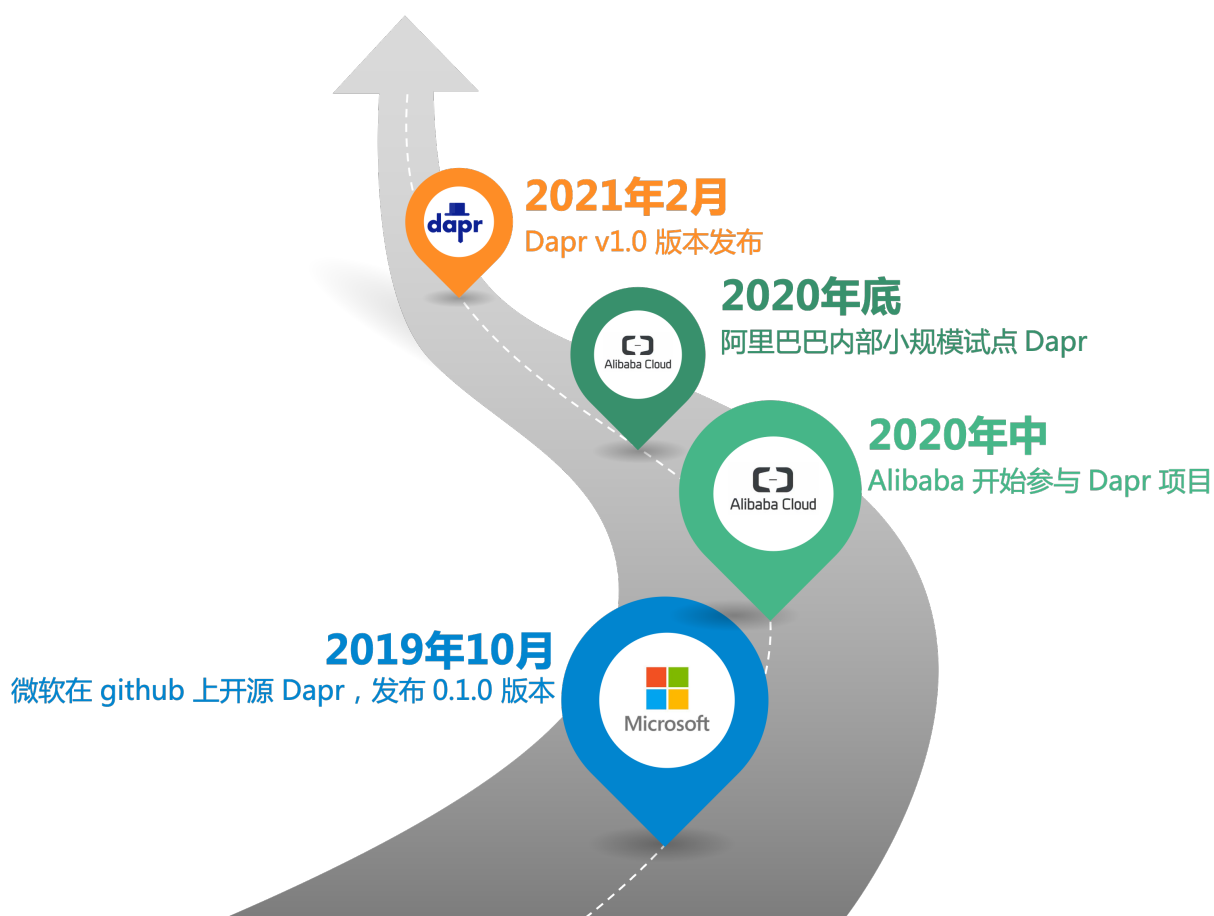 2021年2月
dapr
Dapr v1.0 版本发布
2020年底
阿里巴巴内部小规模试点 Dapr
Alibaba Cloud
2020年中
Alibaba 开始参与 Dapr 项目
Alibaba Cloud
2019年10月
微软在 github 上开源 Dapr，发布 0.1.0 版本
Microsoft